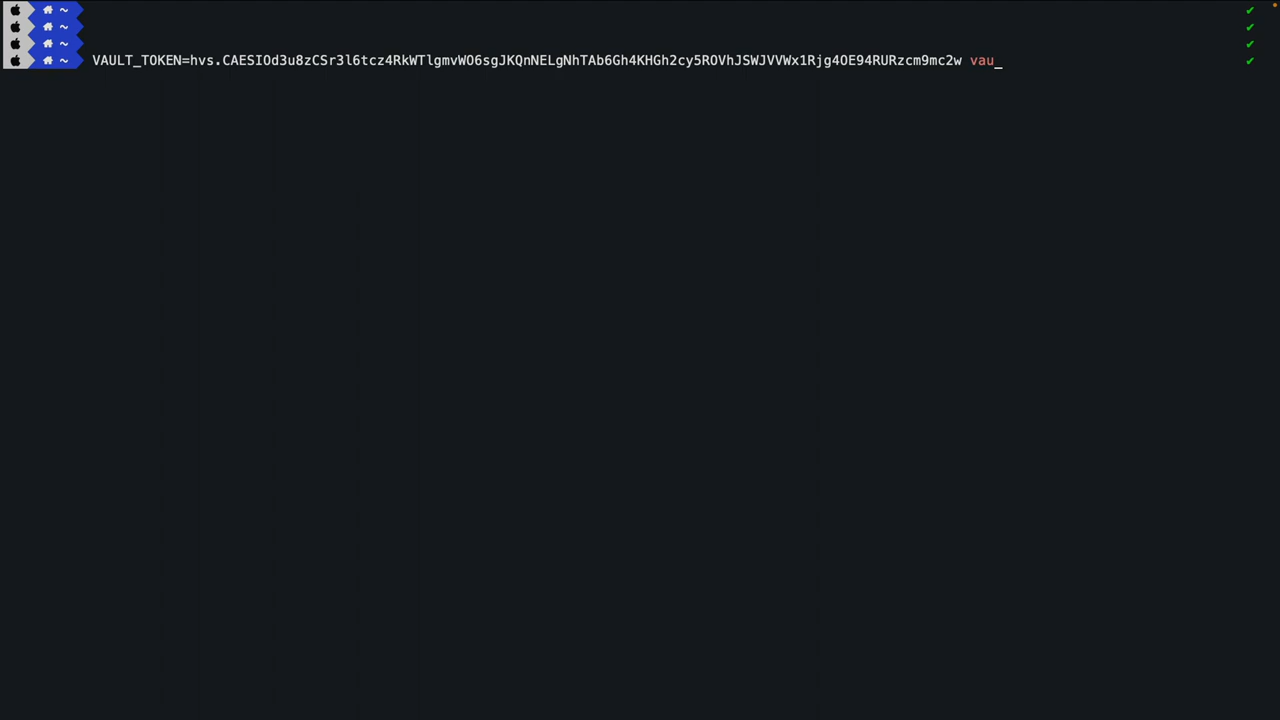 ~
~
~
~ VAULT_TOKEN=hvs.CAESIOd3u8zCSr3l6tcz4RkWTlgmvWO6sgJKQnNELgNhTAb6Gh4KHGh2cy5ROVhJSWJVVWx1Rjg4OE94RURzcm9mc2w vau_